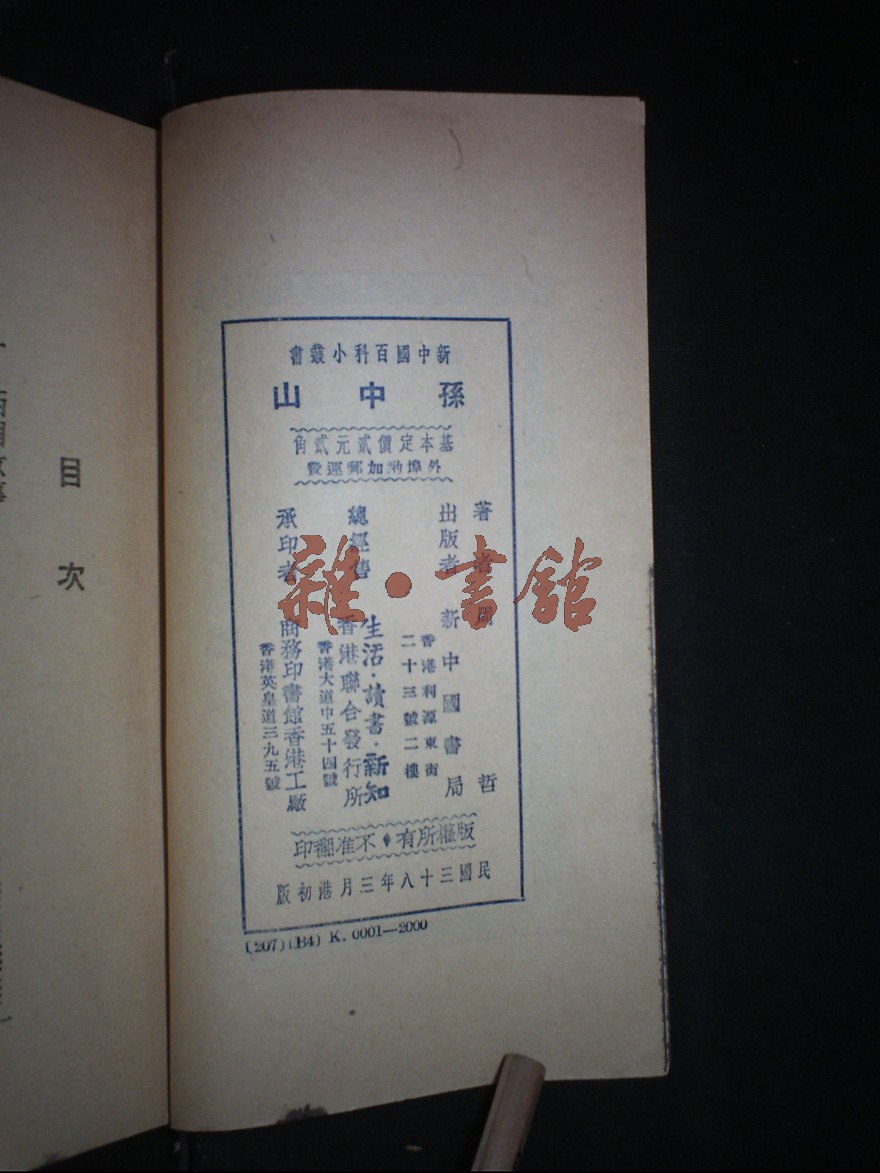 新中國百科小叢書
孫中山
基本定價貳元貳角
外埠酌加郵運費
著者
哲
出版者 新中國書局
香港利源東街
二十三號二樓
總經售 生活·讀書·新知
香港聯合發行所
香港大道中五十四號
承印者 商務印書館香港工廠
香港英皇道三九五號
版權所有·不准翻印
民國三十八年三月港初版
(207)(B4) K. 0001—2000
目次
雜·書館